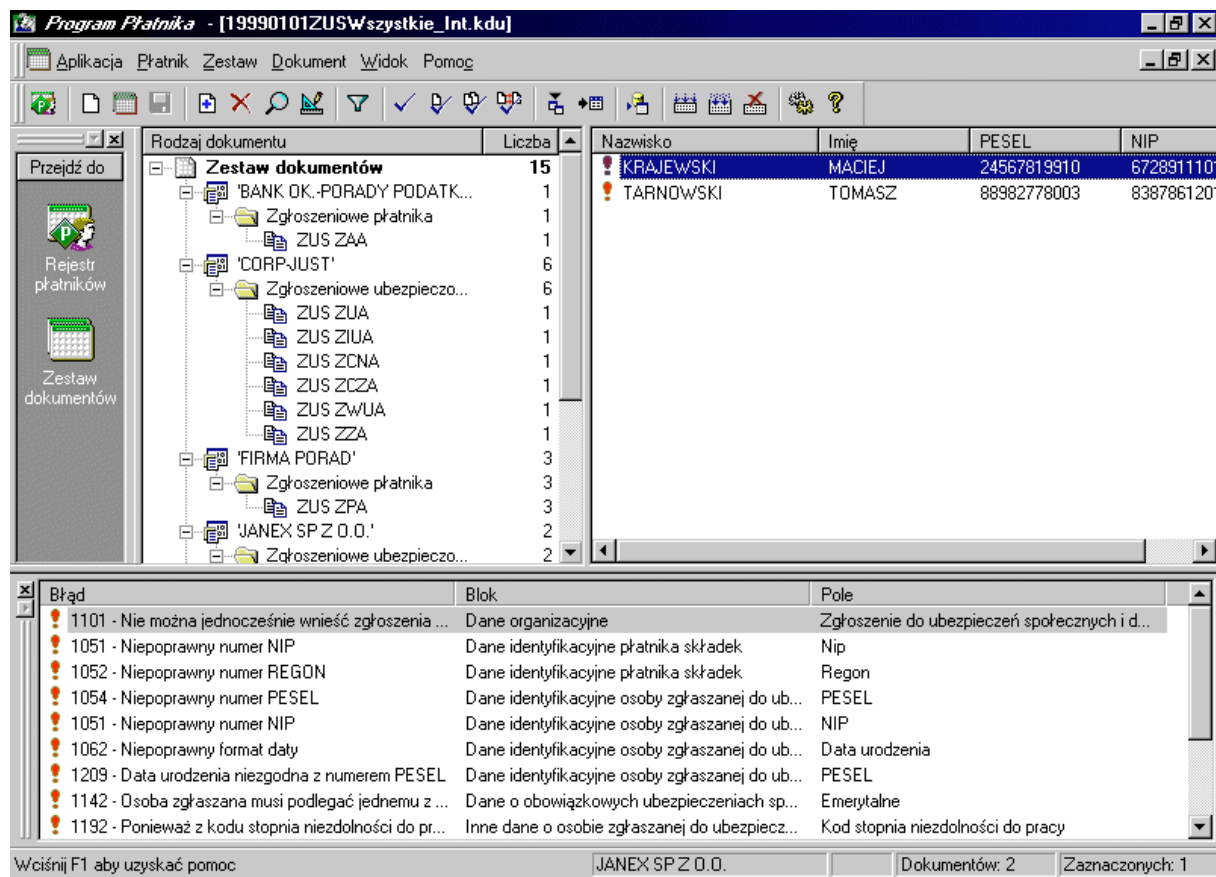 Program Płatnika - [19990101ZUSWszystkie_Int.kdu]
Aplikacja Płatnik Zestaw Dokument Widok Pomoc
Przejdź do
Rejestr
płatników
Zestaw
dokumentów
Rodzaj dokumentu Liczba
Zestaw dokumentów 15
'BANK OK.-PORADY PODATK... 1
Zgłoszeniowe płatnika 1
ZUS ZAA 1
'CORP-JUST' 6
Zgłoszeniowe ubezpieczo... 6
ZUS ZUA 1
ZUS ZIUA 1
ZUS ZCNA 1
ZUS ZCZA 1
ZUS ZWUA 1
ZUS ZZA 1
'FIRMA PORAD' 3
Zgłoszeniowe płatnika 3
ZUS ZPA 3
'JANEX SP Z O.O.' 2
Zgłoszeniowe ubezpieczo... 2
Nazwisko Imię PESEL NIP
KRAJEWSKI MACIEJ 24567819910 672891110
TARNOWSKI TOMASZ 88982778003 838786120
Błąd Blok Pole
1101 - Nie można jednocześnie wnieść zgłoszenia ... Dane organizacyjne Zgłoszenie do ubezpieczeń społecznych i d...
1051 - Niepoprawny numer NIP Dane identyfikacyjne płatnika składek Nip
1052 - Niepoprawny numer REGON Dane identyfikacyjne płatnika składek Regon
1054 - Niepoprawny numer PESEL Dane identyfikacyjne osoby zgłaszanej do ub... PESEL
1051 - Niepoprawny numer NIP Dane identyfikacyjne osoby zgłaszanej do ub... NIP
1062 - Niepoprawny format daty Dane identyfikacyjne osoby zgłaszanej do ub... Data urodzenia
1209 - Data urodzenia niezgodna z numerem PESEL Dane identyfikacyjne osoby zgłaszanej do ub... PESEL
1142 - Osoba zgłaszana musi podlegać jednemu z ... Dane o obowiązkowych ubezpieczeniach sp... Emerytalne
1192 - Ponieważ z kodu stopnia niezdolności do pr... Inne dane o osobie zgłaszanej do ubezpiecz... Kod stopnia niezdolności do pracy
Wciśnij F1 aby uzyskać pomoc JANEX SP Z O.O. Dokumentów: 2 Zaznaczonych: 1